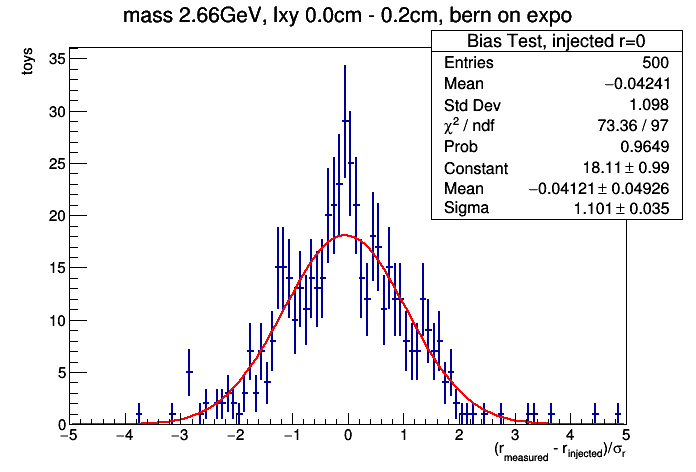 mass 2.66GeV, lxy 0.0cm - 0.2cm, bern on expo
Bias Test, injected r=0
Entries 500
Mean −0.04241
Std Dev 1.098
χ² / ndf 73.36 / 97
Prob 0.9649
Constant 18.11 ± 0.99
Mean −0.04121 ± 0.04926
Sigma 1.101 ± 0.035
toys
35
30
25
20
15
10
5
0
−5 −4 −3 −2 −1 0 1 2 3 4 5
(r_measured - r_injected)/σ_r